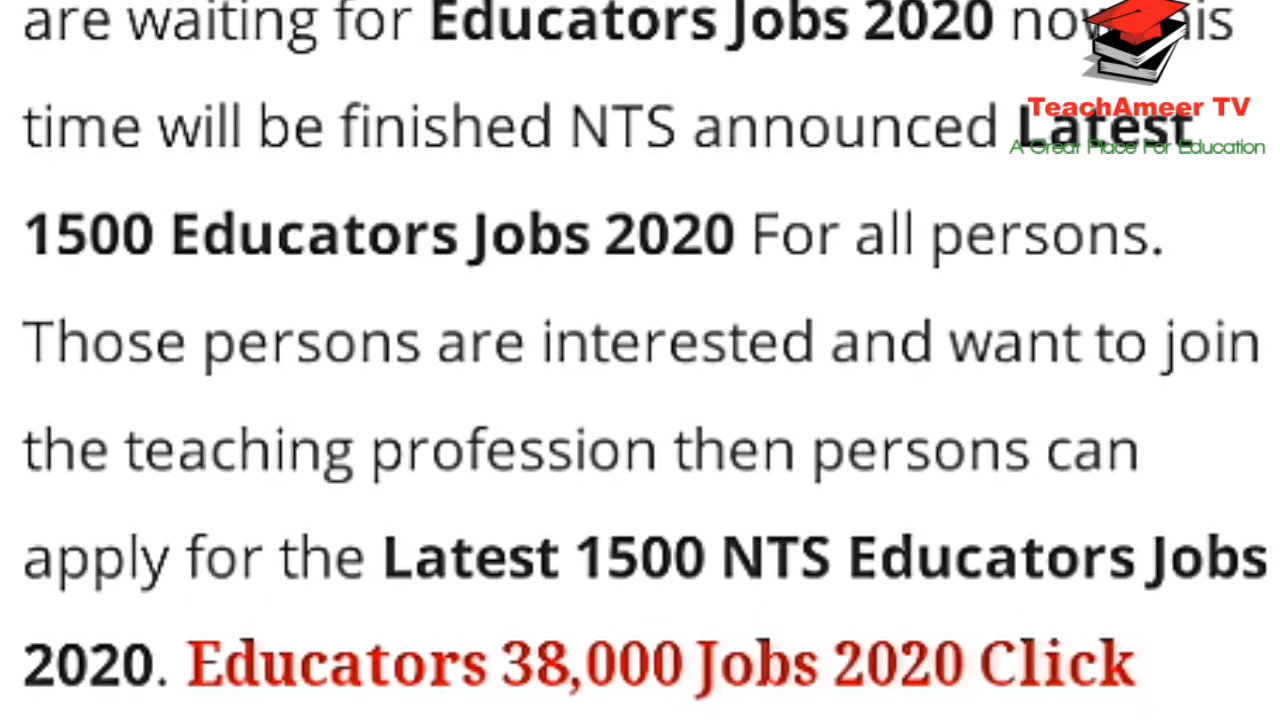 are waiting for Educators Jobs 2020 now this
time will be finished NTS announced Latest
1500 Educators Jobs 2020 For all persons.
Those persons are interested and want to join
the teaching profession then persons can
apply for the Latest 1500 NTS Educators Jobs
2020. Educators 38,000 Jobs 2020 Click
TeachAmeer TV
A Great Place For Education